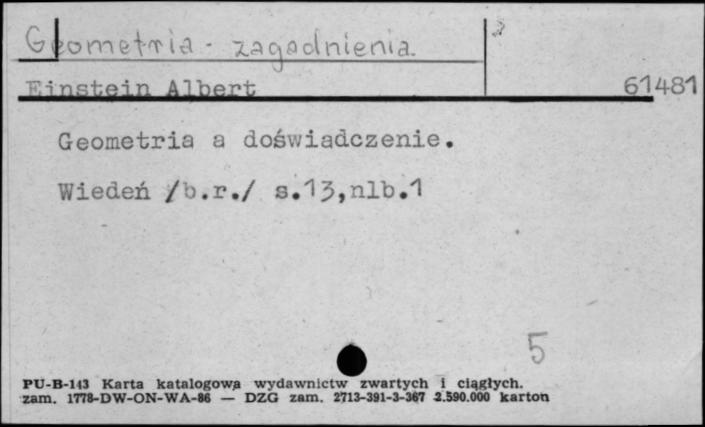 Geometria - zagadnienia.
Einstein Albert 61481
Geometria a doświadczenie.
Wiedeń /b.r./ s.13,nlb.1
5
PU-B-143 Karta katalogowa wydawnictw zwartych i ciągłych.
zam. 1778-DW-ON-WA-86 — DZG zam. 2713-391-3-367 2.590.000 karton